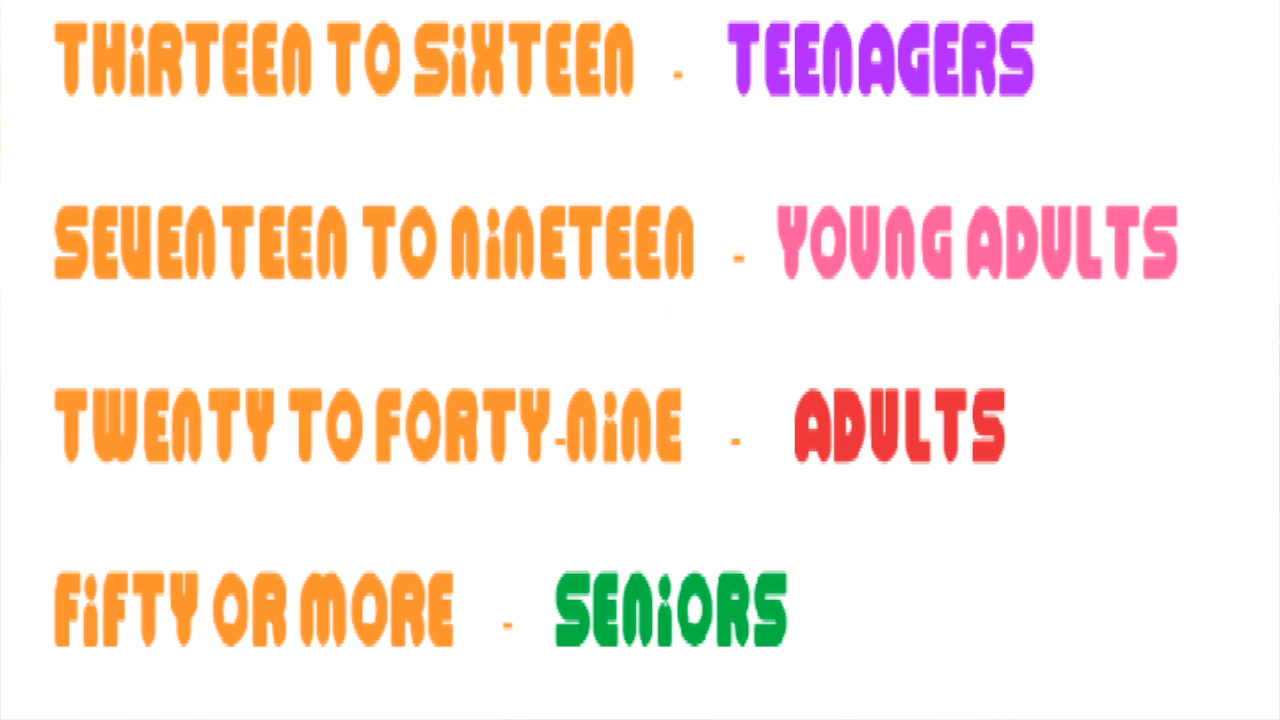 THiRTEEN TO SiXTEEN - TEENAGERS
SEVENTEEN TO NiNETEEN - YOUNG ADULTS
TWENTY TO FORTY-NiNE - ADULTS
FiFTY OR MORE - SENiORS